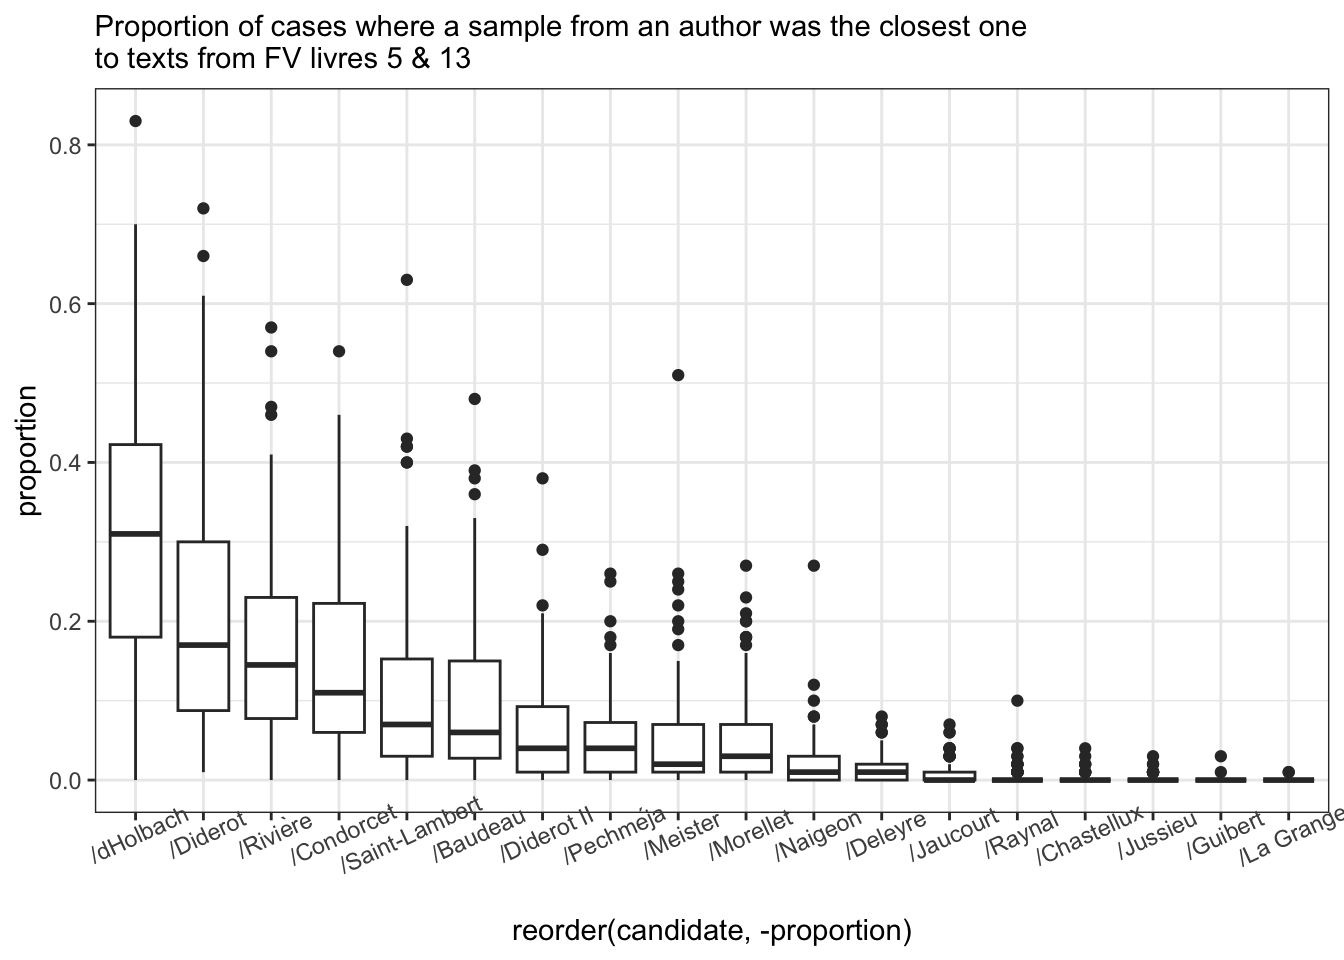 Proportion of cases where a sample from an author was the closest one
to texts from FV livres 5 & 13
proportion
0.8
0.6
0.4
0.2
0.0
/dHolbach
/Diderot
/Rivière
/Condorcet
/Saint-Lambert
/Baudeau
/Diderot II
/Pechméja
/Meister
/Morellet
/Naigeon
/Deleyre
/Jaucourt
/Raynal
/Chastellux
/Jussieu
/Guibert
/La Grange
reorder(candidate, -proportion)